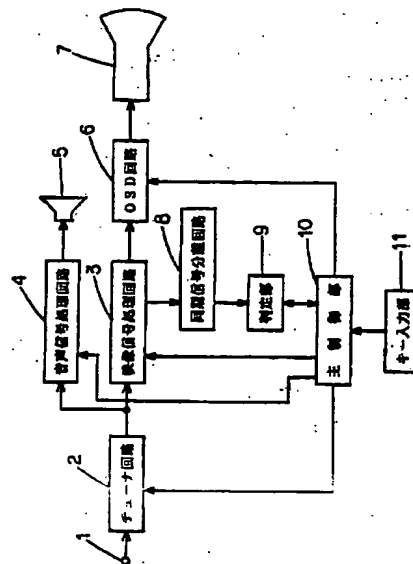 1
2
チューナ回路
3
映像信号処理回路
4
音声信号処理回路
5
6
OSD回路
7
8
同期信号分離回路
9
判定部
10
主制御部
11
キー入力部